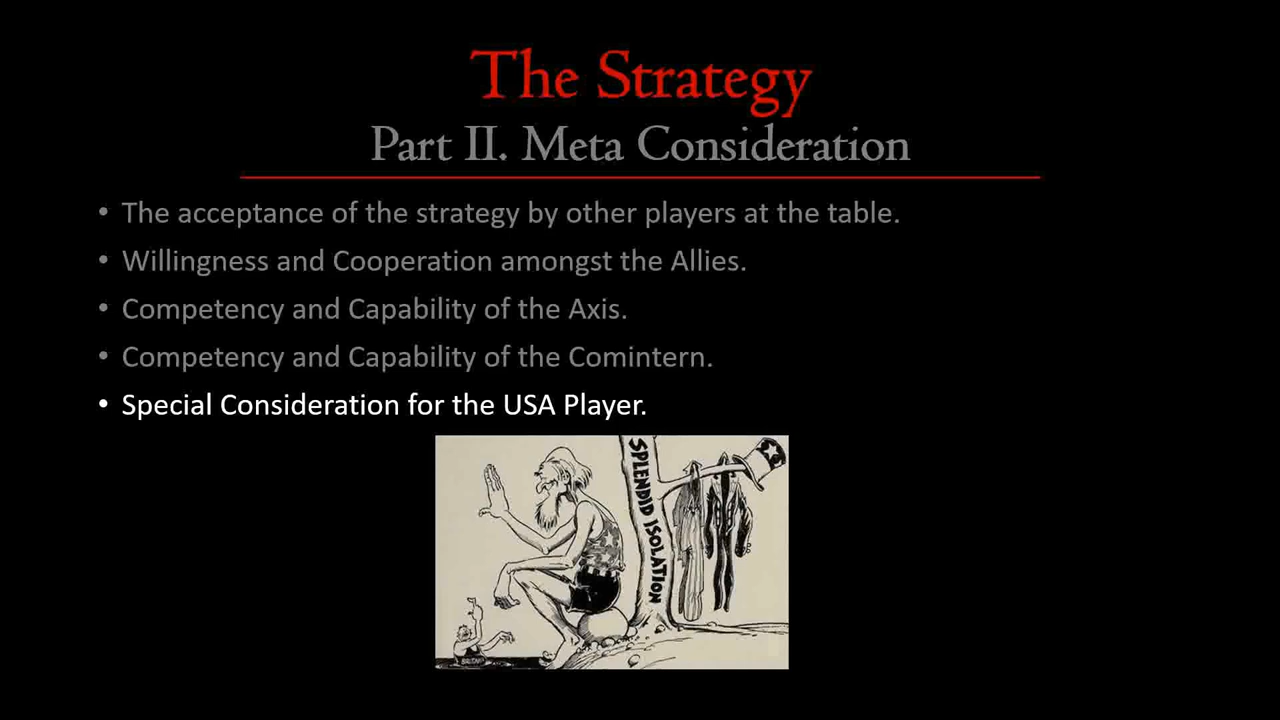 The Strategy
Part II. Meta Consideration
• The acceptance of the strategy by other players at the table.
• Willingness and Cooperation amongst the Allies.
• Competency and Capability of the Axis.
• Competency and Capability of the Comintern.
• Special Consideration for the USA Player.
SPLENDID ISOLATION